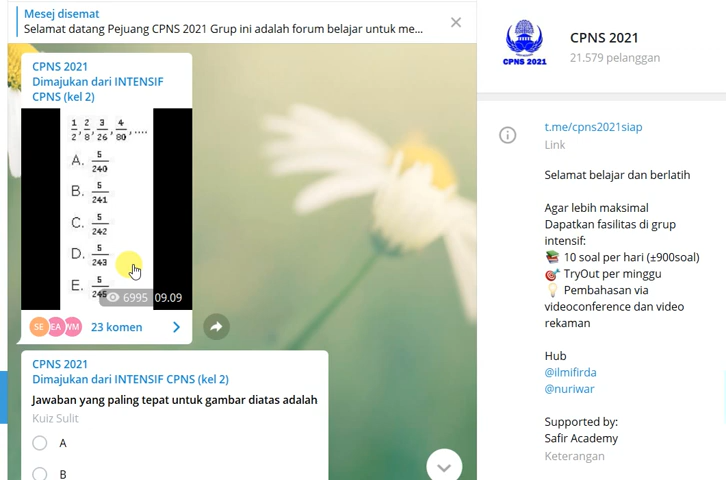 Mesej disemat
Selamat datang Pejuang CPNS 2021 Grup ini adalah forum belajar untuk me...
CPNS 2021
Dimajukan dari INTENSIF
CPNS (kel 2)
1/2, 2/8, 3/26, 4/80, ....
A. 5/240
B. 5/241
C. 5/242
D. 5/243
E. 5/245
6995 09.09
SE EA WM 23 komen
CPNS 2021
Dimajukan dari INTENSIF CPNS (kel 2)
Jawaban yang paling tepat untuk gambar diatas adalah
Kuiz Sulit
A
B
CPNS 2021
CPNS 2021
21.579 pelanggan
t.me/cpns2021siap
Link
Selamat belajar dan berlatih
Agar lebih maksimal
Dapatkan fasilitas di grup
intensif:
📚 10 soal per hari (±900soal)
🎯 TryOut per minggu
💡 Pembahasan via
videoconference dan video
rekaman
Hub
@ilmifirda
@nuriwar
Supported by:
Safir Academy
Keterangan